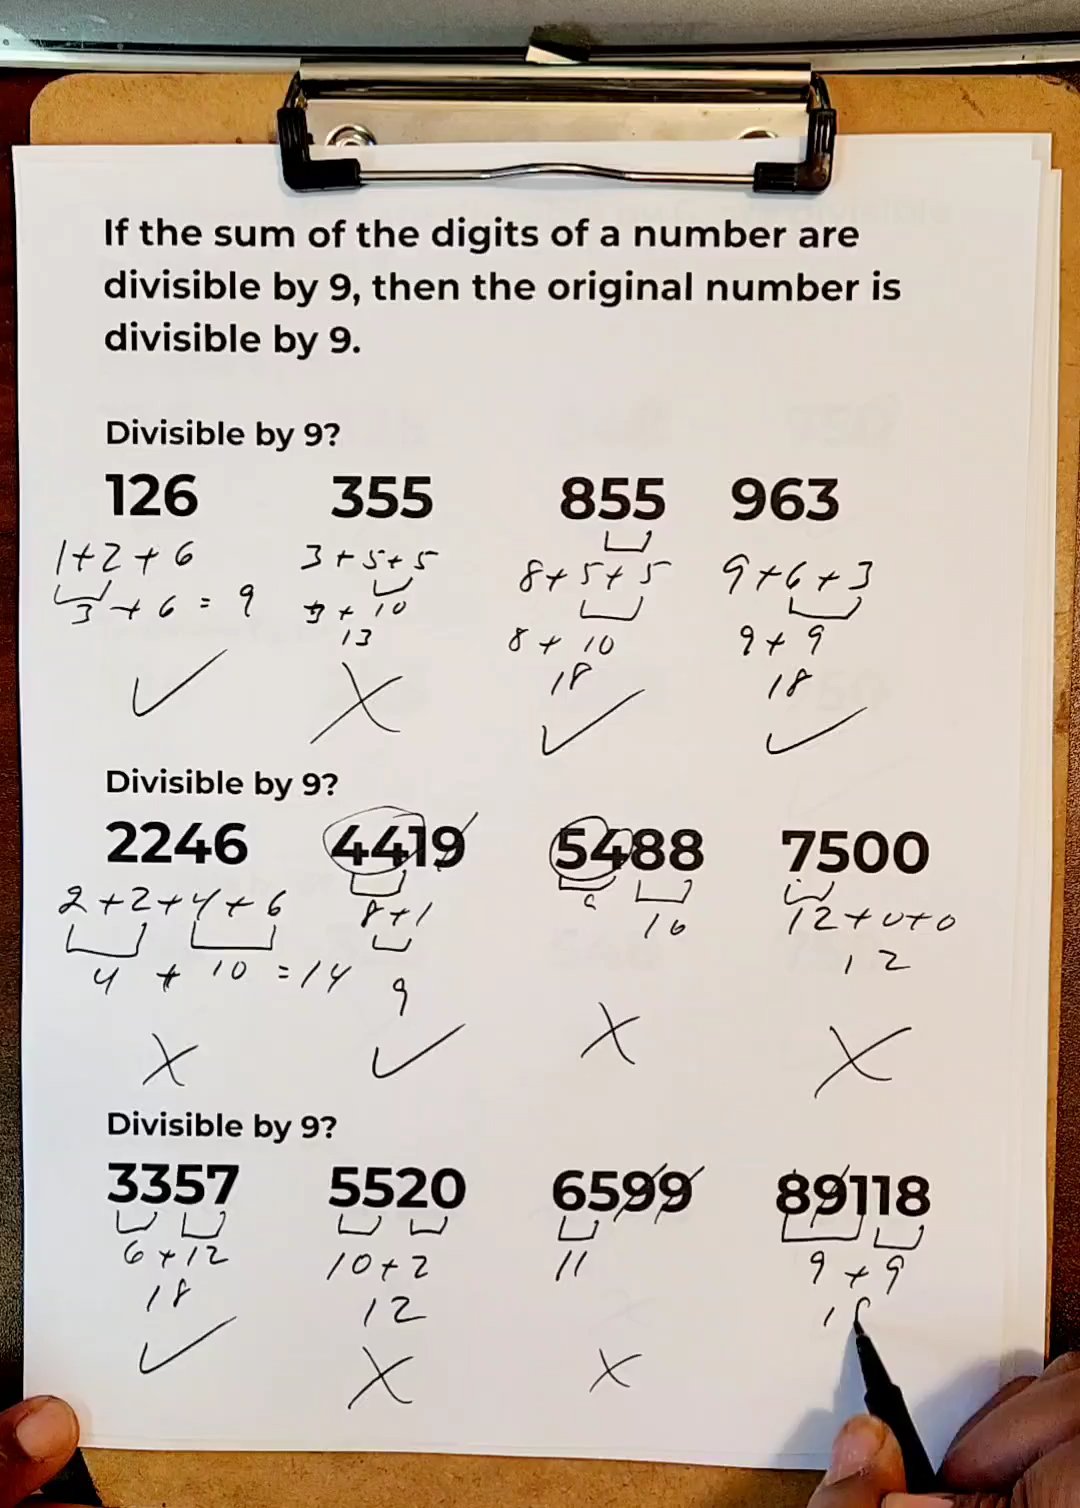 If the sum of the digits of a number are
divisible by 9, then the original number is
divisible by 9.
Divisible by 9?
126 355 855 963
1+2+6 3+5+5 8+5+5 9+6+3
3+6=9 3+10 8+10 9+9
13 18 18
✓ X ✓ ✓
Divisible by 9?
2246 4419 5488 7500
2+2+4+6 8+1 16 12+0+0
4+10=14 9 12
X ✓ X X
Divisible by 9?
3357 5520 6599 89118
6+12 10+2 11 9+9
18 12 1
✓ X X